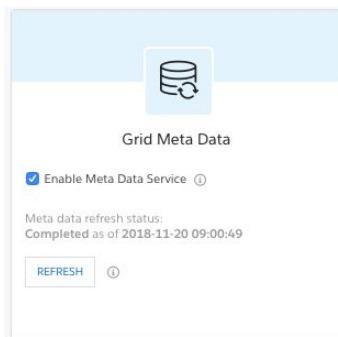 Grid Meta Data
Enable Meta Data Service
Meta data refresh status:
Completed as of 2018-11-20 09:00:49
REFRESH